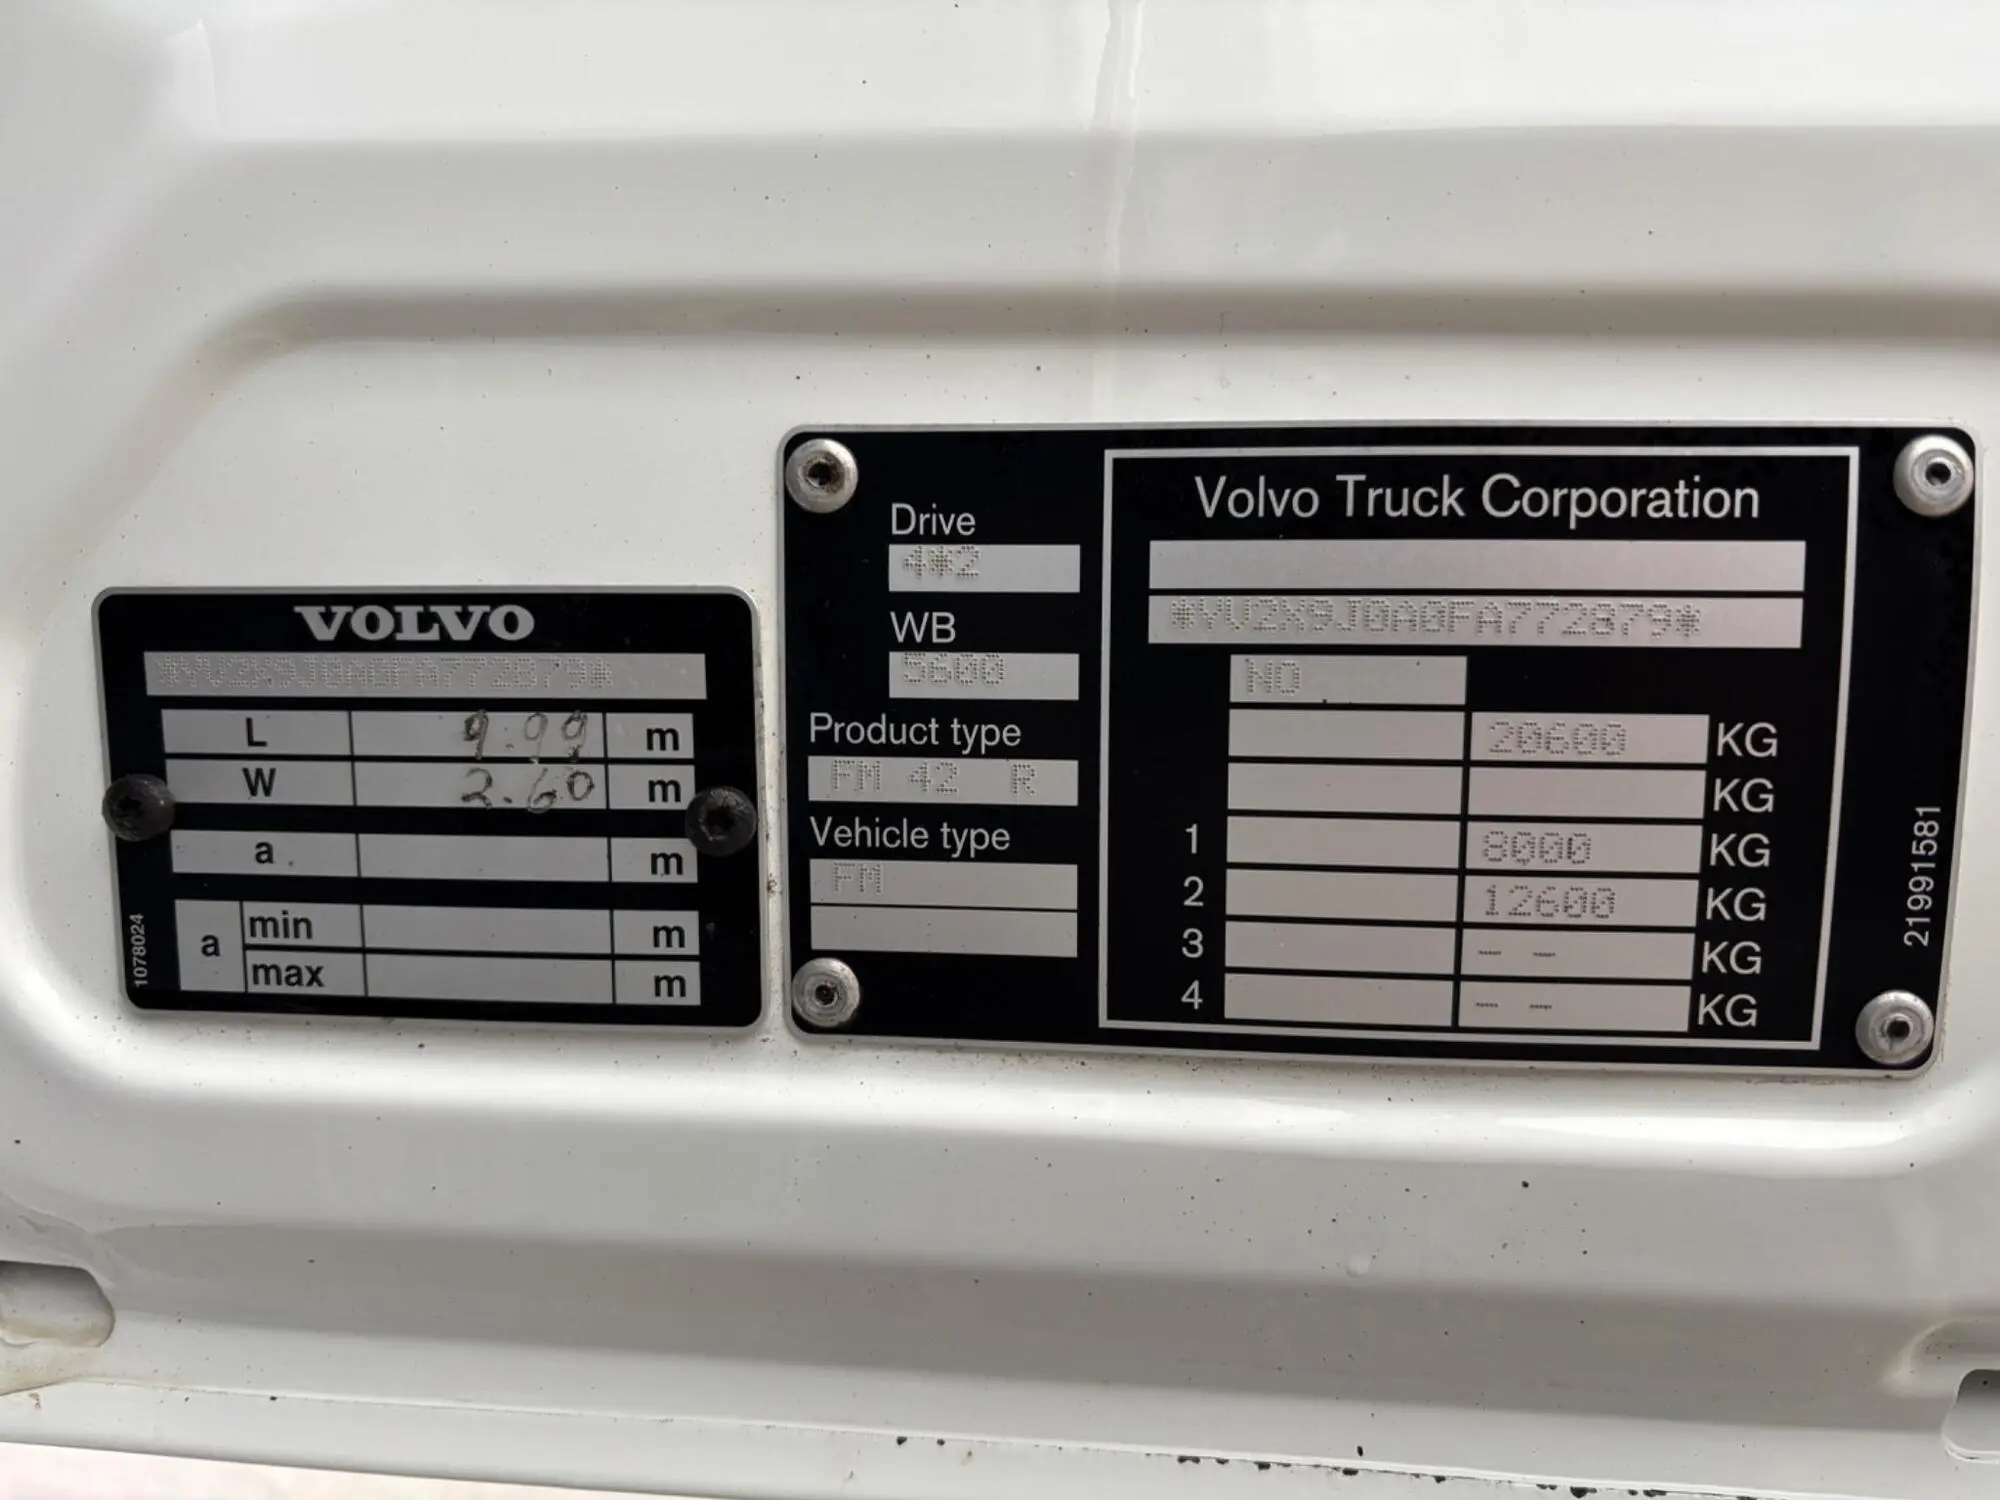 VOLVO
*YV2X9J0A0FA772879*
L 9.99 m
W 2.60 m
a m
a min m
max m
1078024
Drive
4*2
WB
5600
Product type
FM 42 R
Vehicle type
FM
Volvo Truck Corporation
*YV2X9J0A0FA772879*
NO
20600 KG
KG
1 8000 KG
2 12600 KG
3 -- -- KG
4 -- -- KG
21991581